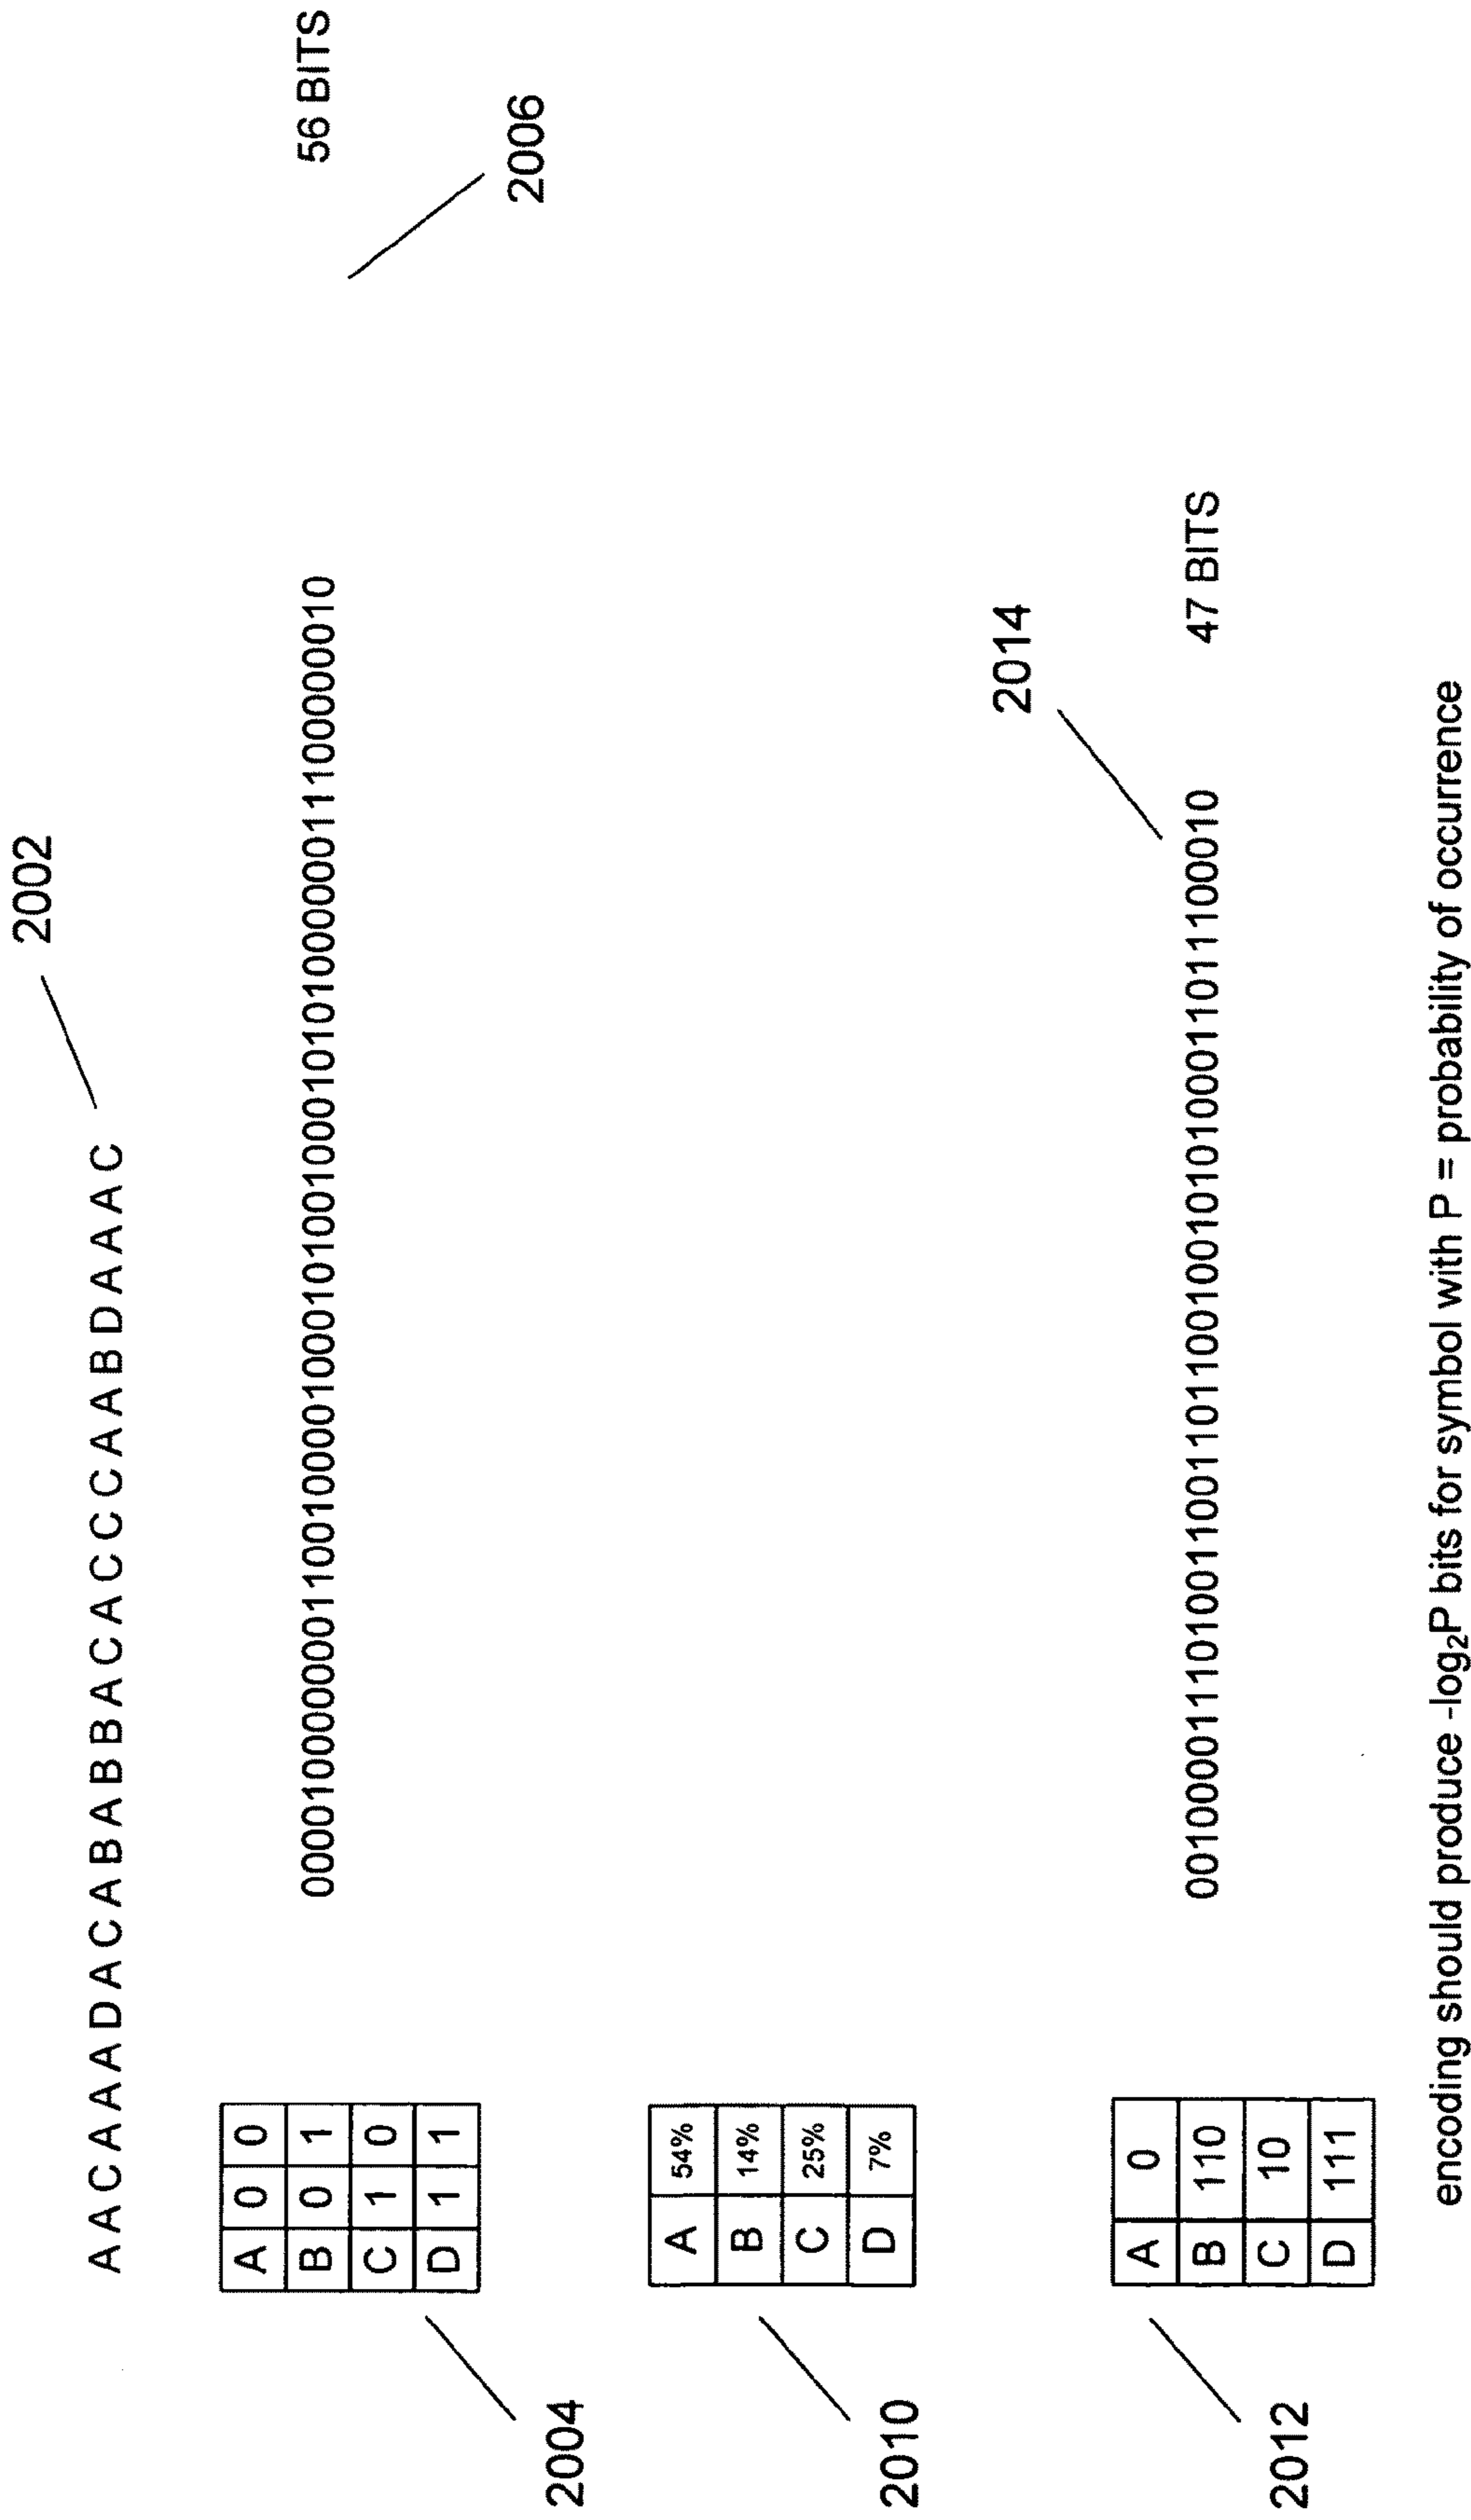 2002
A A C A A A D A C A B A B B A C A C C C A A B D A A A C
A 0 0
B 0 1
C 1 0
D 1 1
00001000000011001000010001010010001010100000011100000010
56 BITS
2006
2004
A 54%
B 14%
C 25%
D 7%
2010
2014
A 0
B 110
C 10
D 111
00100001110100110011011001001010100011011100010
47 BITS
2012
encoding should produce -log₂P bits for symbol with P = probability of occurrence